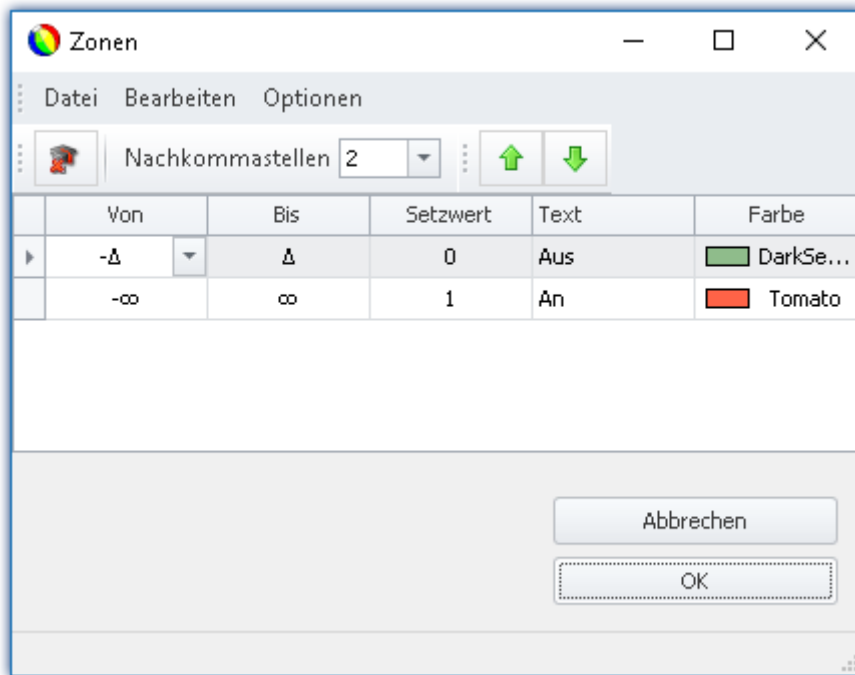 Zonen
Datei Bearbeiten Optionen
Nachkommastellen 2
Von Bis Setzwert Text Farbe
-Δ Δ 0 Aus DarkSe...
-∞ ∞ 1 An Tomato
Abbrechen
OK